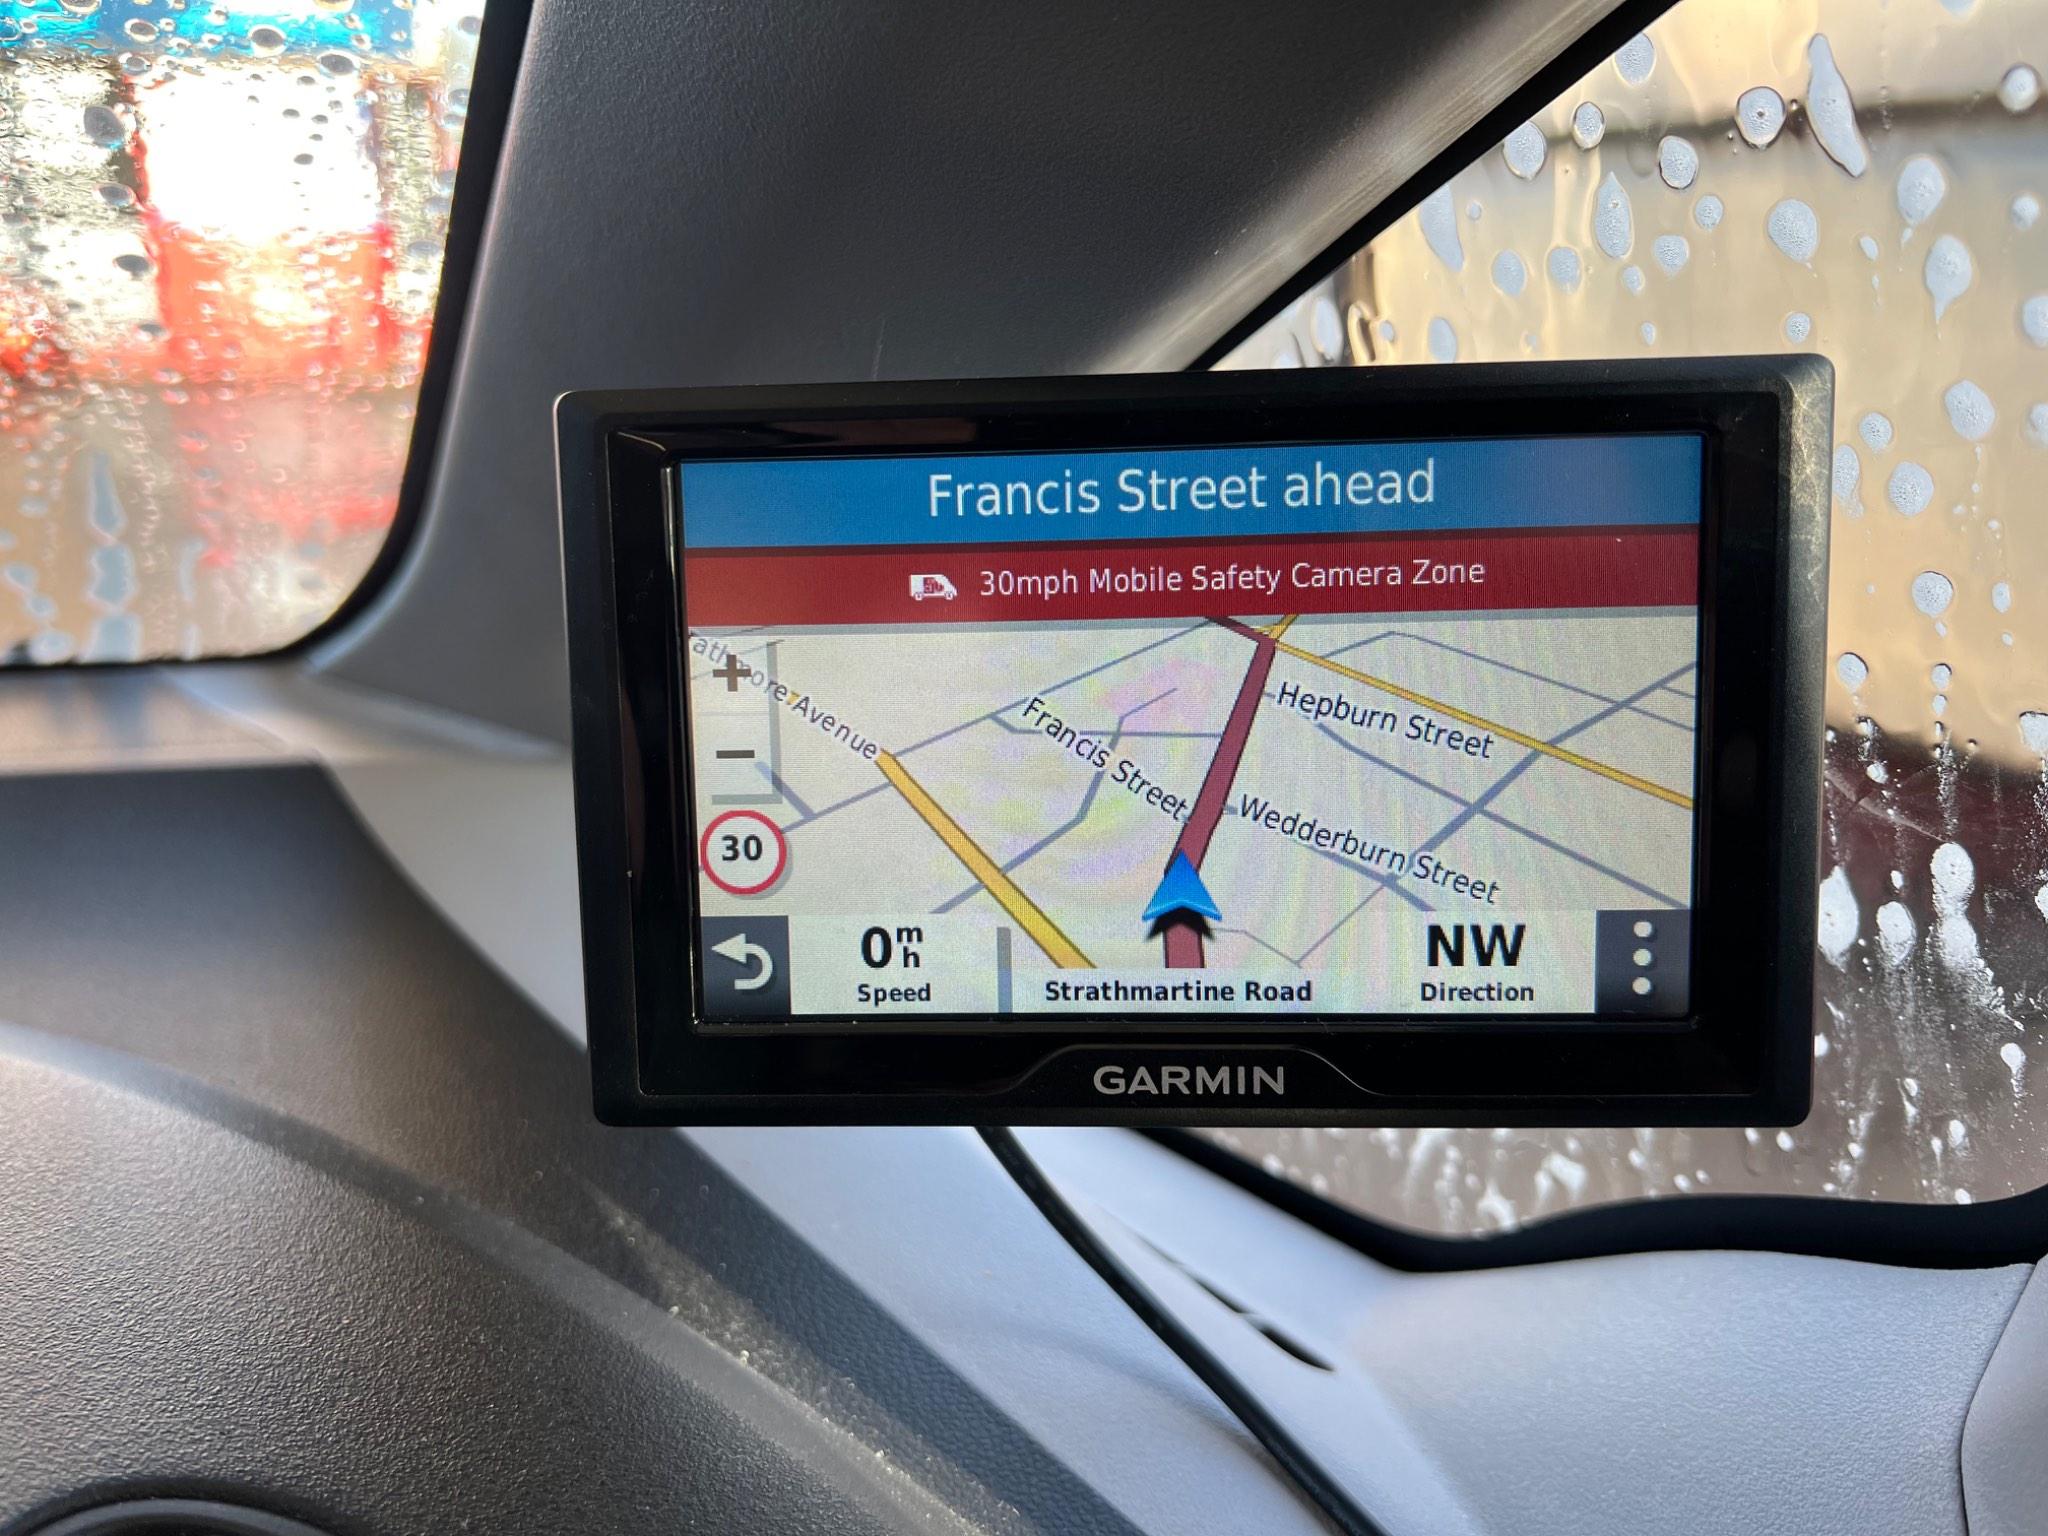 Francis Street ahead
30mph Mobile Safety Camera Zone
Avenue
Francis Street
Hepburn Street
Wedderburn Street
+
−
30
0 m
h
Speed
Strathmartine Road
NW
Direction
GARMIN